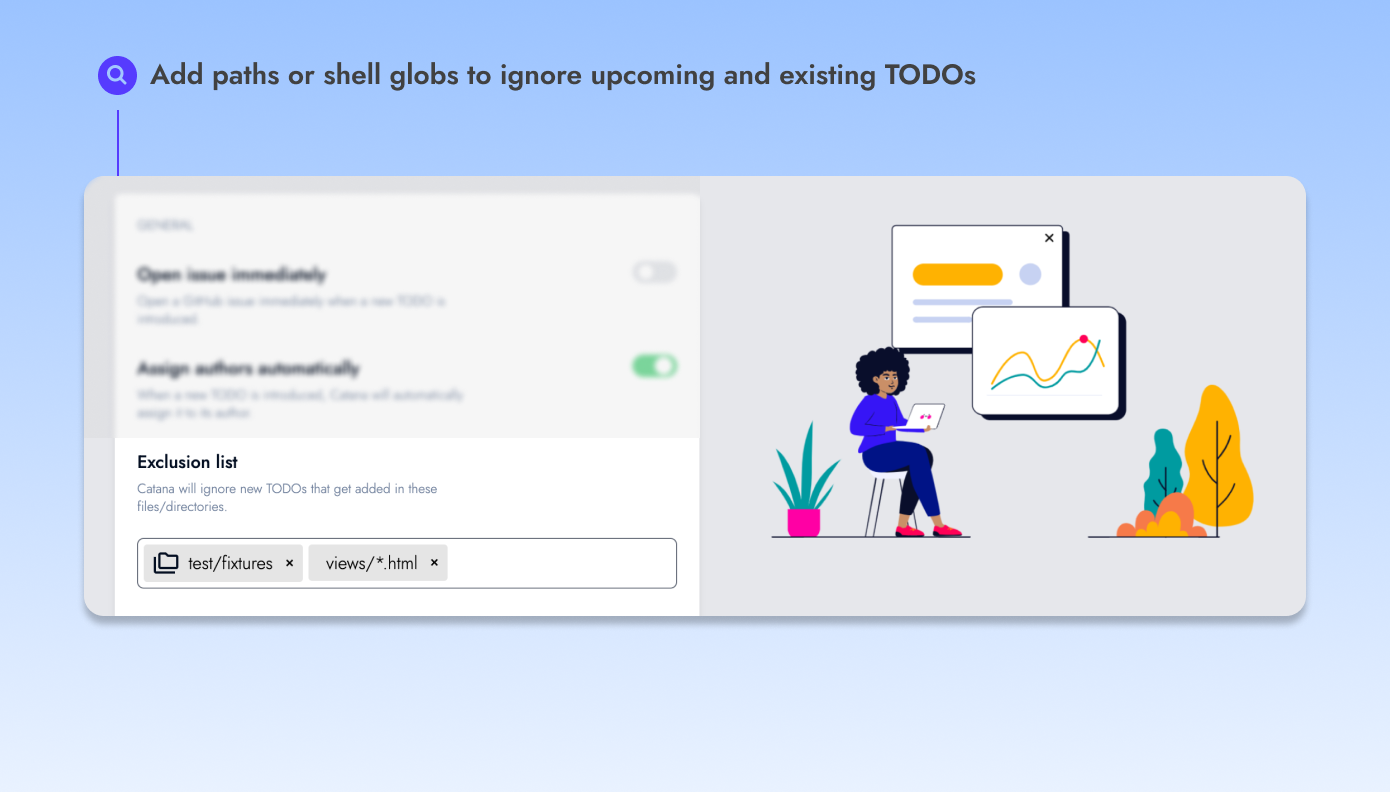 Add paths or shell globs to ignore upcoming and existing TODOs
GENERAL
Open issue immediately
Open a GitHub issue immediately when a new TODO is
introduced.
Assign authors automatically
When a new TODO is introduced, Catana will automatically
assign it to its author.
Exclusion list
Catana will ignore new TODOs that get added in these
files/directories.
test/fixtures × views/*.html ×